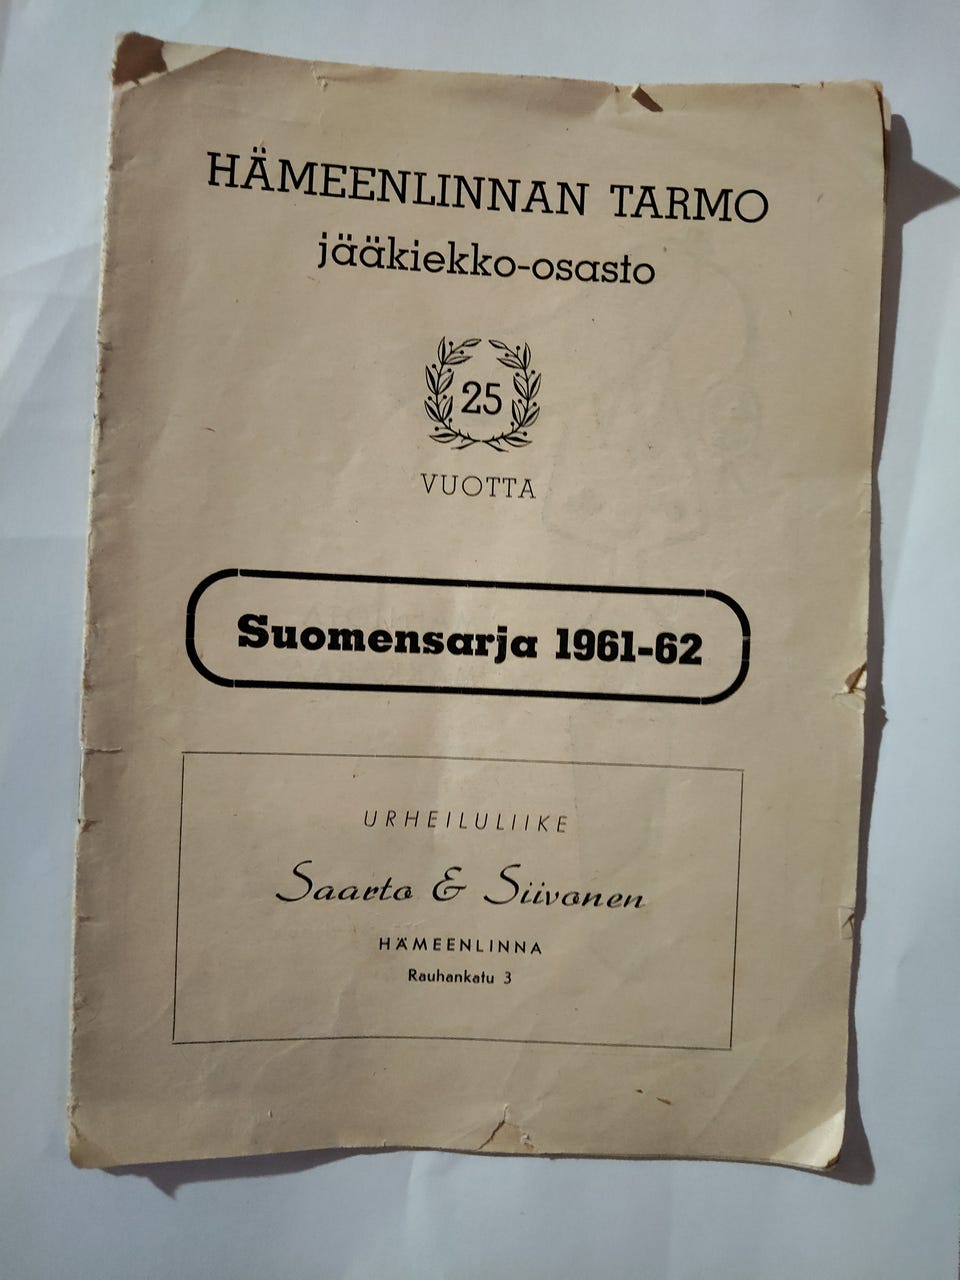 HÄMEENLINNAN TARMO
jääkiekko-osasto
25
VUOTTA
Suomensarja 1961-62
URHEILULIIKE
Saarto & Siivonen
HÄMEENLINNA
Rauhankatu 3